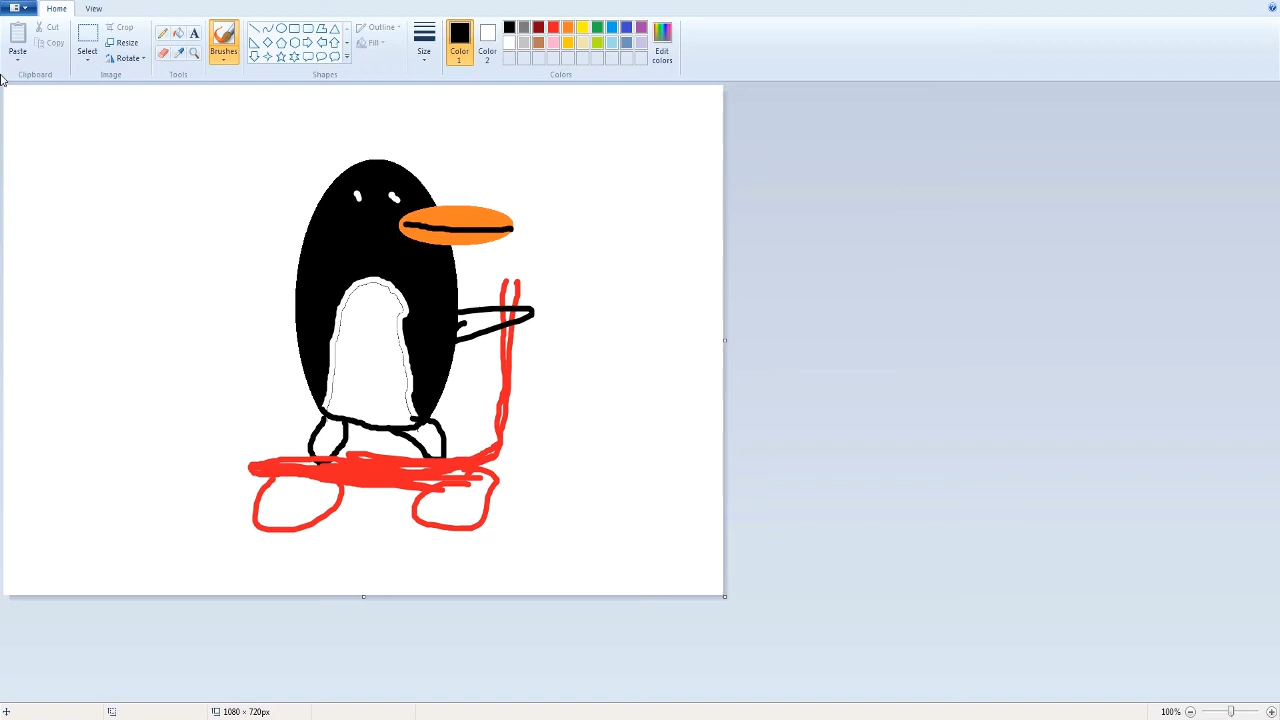 Home View
Paste
Cut
Copy
Clipboard
Select
Crop
Resize
Rotate
Image
A
Tools
Brushes
Outline
Fill
Shapes
Size
Color
1
Color
2
Edit
colors
Colors
1080 × 720px
100%